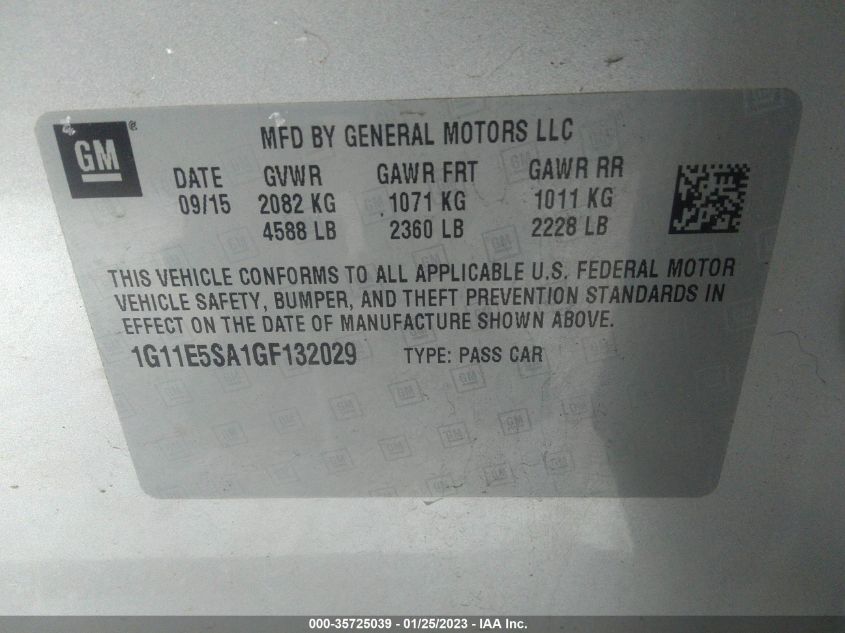 GM ®
MFD BY GENERAL MOTORS LLC
DATE GVWR GAWR FRT GAWR RR
09/15 2082 KG 1071 KG 1011 KG
4588 LB 2360 LB 2228 LB
THIS VEHICLE CONFORMS TO ALL APPLICABLE U.S. FEDERAL MOTOR
VEHICLE SAFETY, BUMPER, AND THEFT PREVENTION STANDARDS IN
EFFECT ON THE DATE OF MANUFACTURE SHOWN ABOVE.
1G11E5SA1GF132029 TYPE: PASS CAR
000-35725039 - 01/25/2023 - IAA Inc.